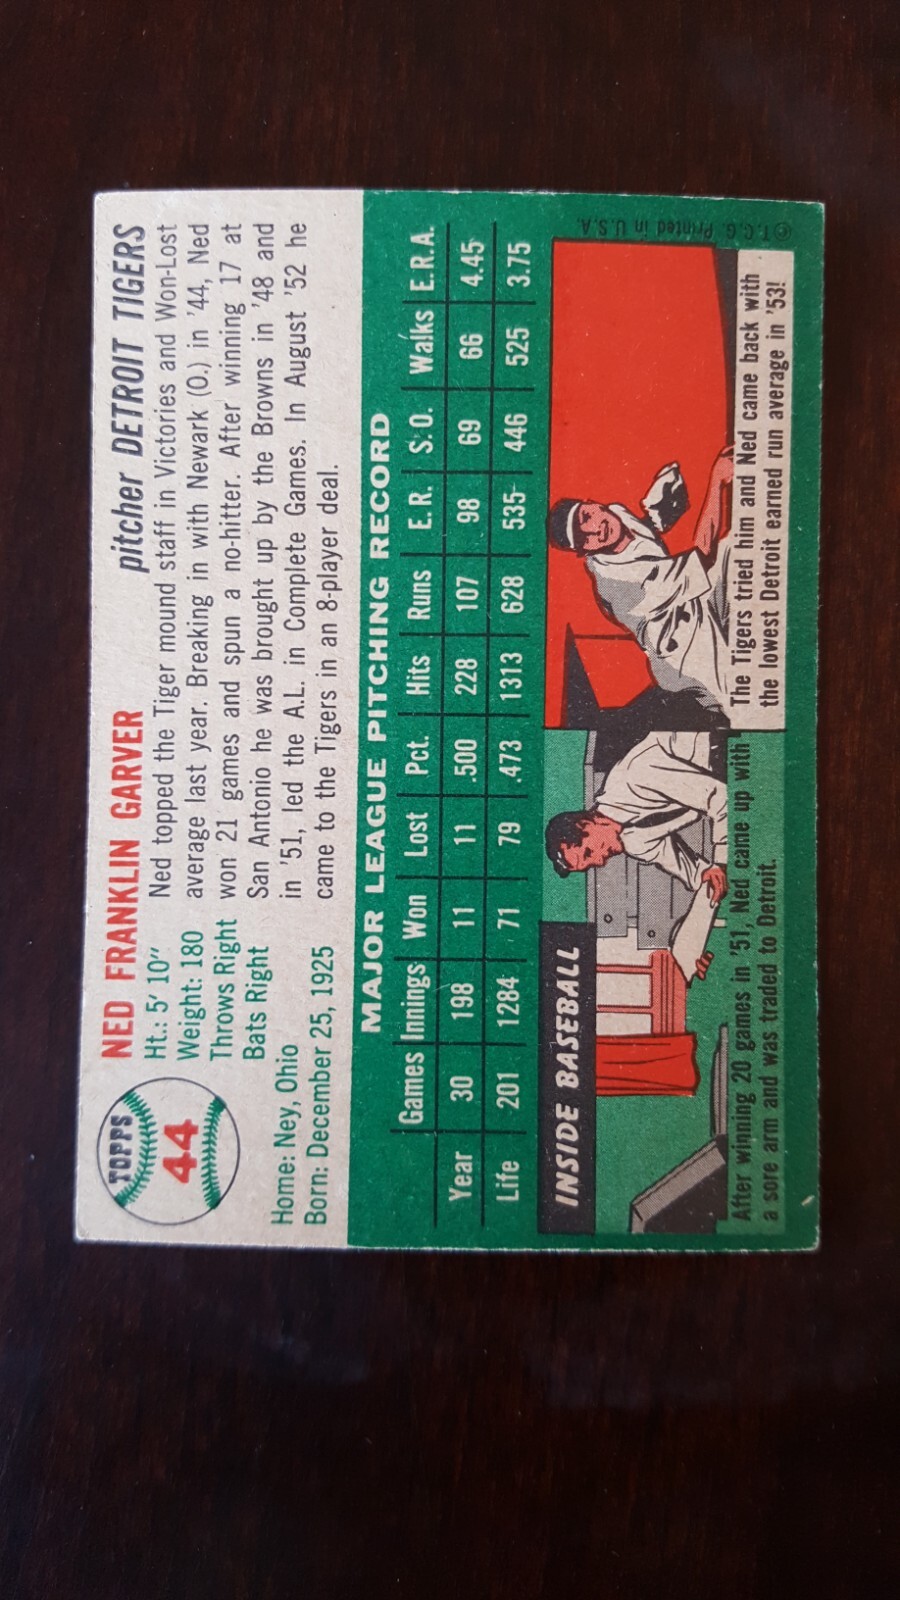 TOPPS
44
NED FRANKLIN GARVER
pitcher DETROIT TIGERS
Ht.: 5' 10"
Weight: 180
Throws Right
Bats Right
Home: Ney, Ohio
Born: December 25, 1925
Ned topped the Tiger mound staff in Victories and Won-Lost
average last year. Breaking in with Newark (O.) in '44, Ned
won 21 games and spun a no-hitter. After winning 17 at
San Antonio he was brought up by the Browns in '48 and
in '51, led the A.L. in Complete Games. In August '52 he
came to the Tigers in an 8-player deal.
MAJOR LEAGUE PITCHING RECORD
Games Innings Won Lost Pct. Hits Runs E.R. S.O. Walks E.R.A.
Year 30 198 11 11 .500 228 107 98 69 66 4.45
Life 201 1284 71 79 .473 1313 628 535 446 525 3.75
INSIDE BASEBALL
After winning 20 games in '51, Ned came up with
a sore arm and was traded to Detroit.
The Tigers tried him and Ned came back with
the lowest Detroit earned run average in '53!
©T.C.G. Printed in U.S.A.